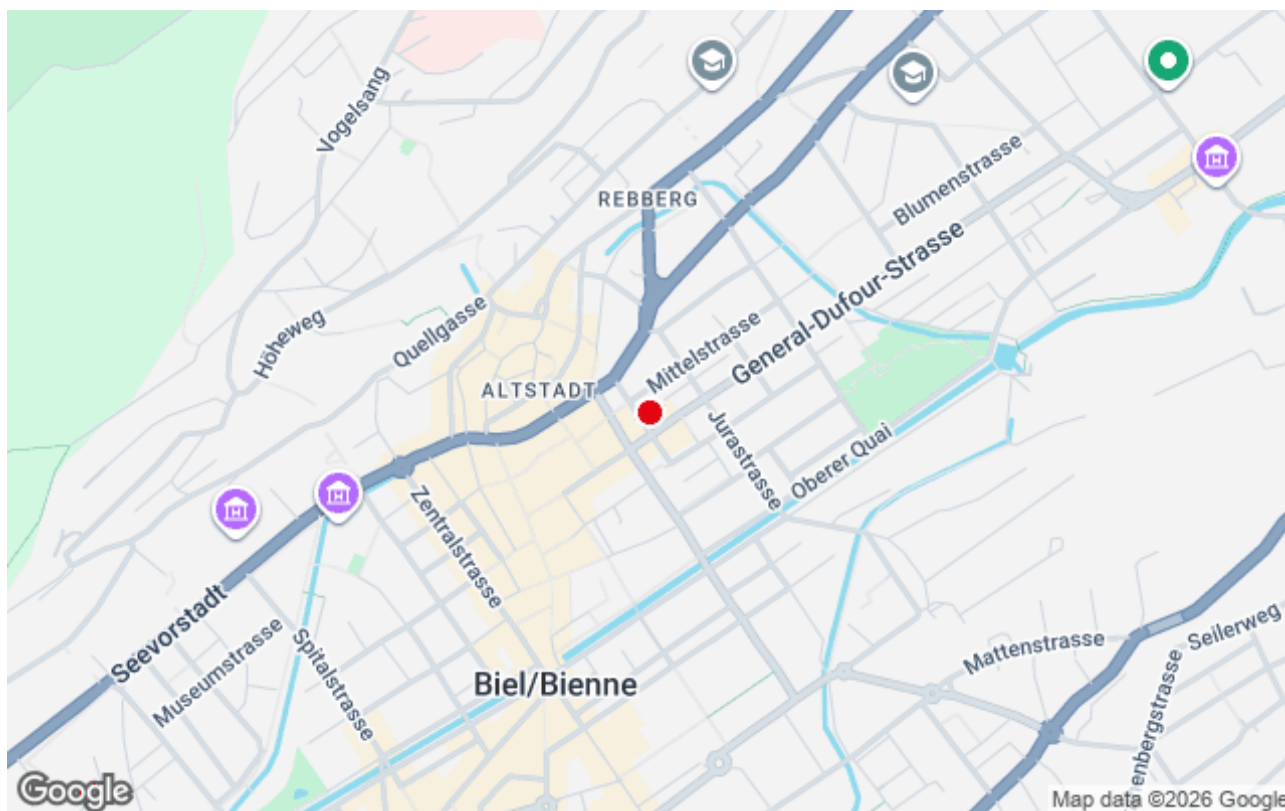 Vogelsang
REBBERG
Blumenstrasse
Höheweg
Quellgasse
Mittelstrasse
General-Dufour-Strasse
ALTSTADT
Jurastrasse
Oberer Quai
Zentralstrasse
Seevorstadt
Museumstrasse
Spitalstrasse
Biel/Bienne
Mattenstrasse
Seilerweg
enbergstrasse
Google
Map data ©2026 Google